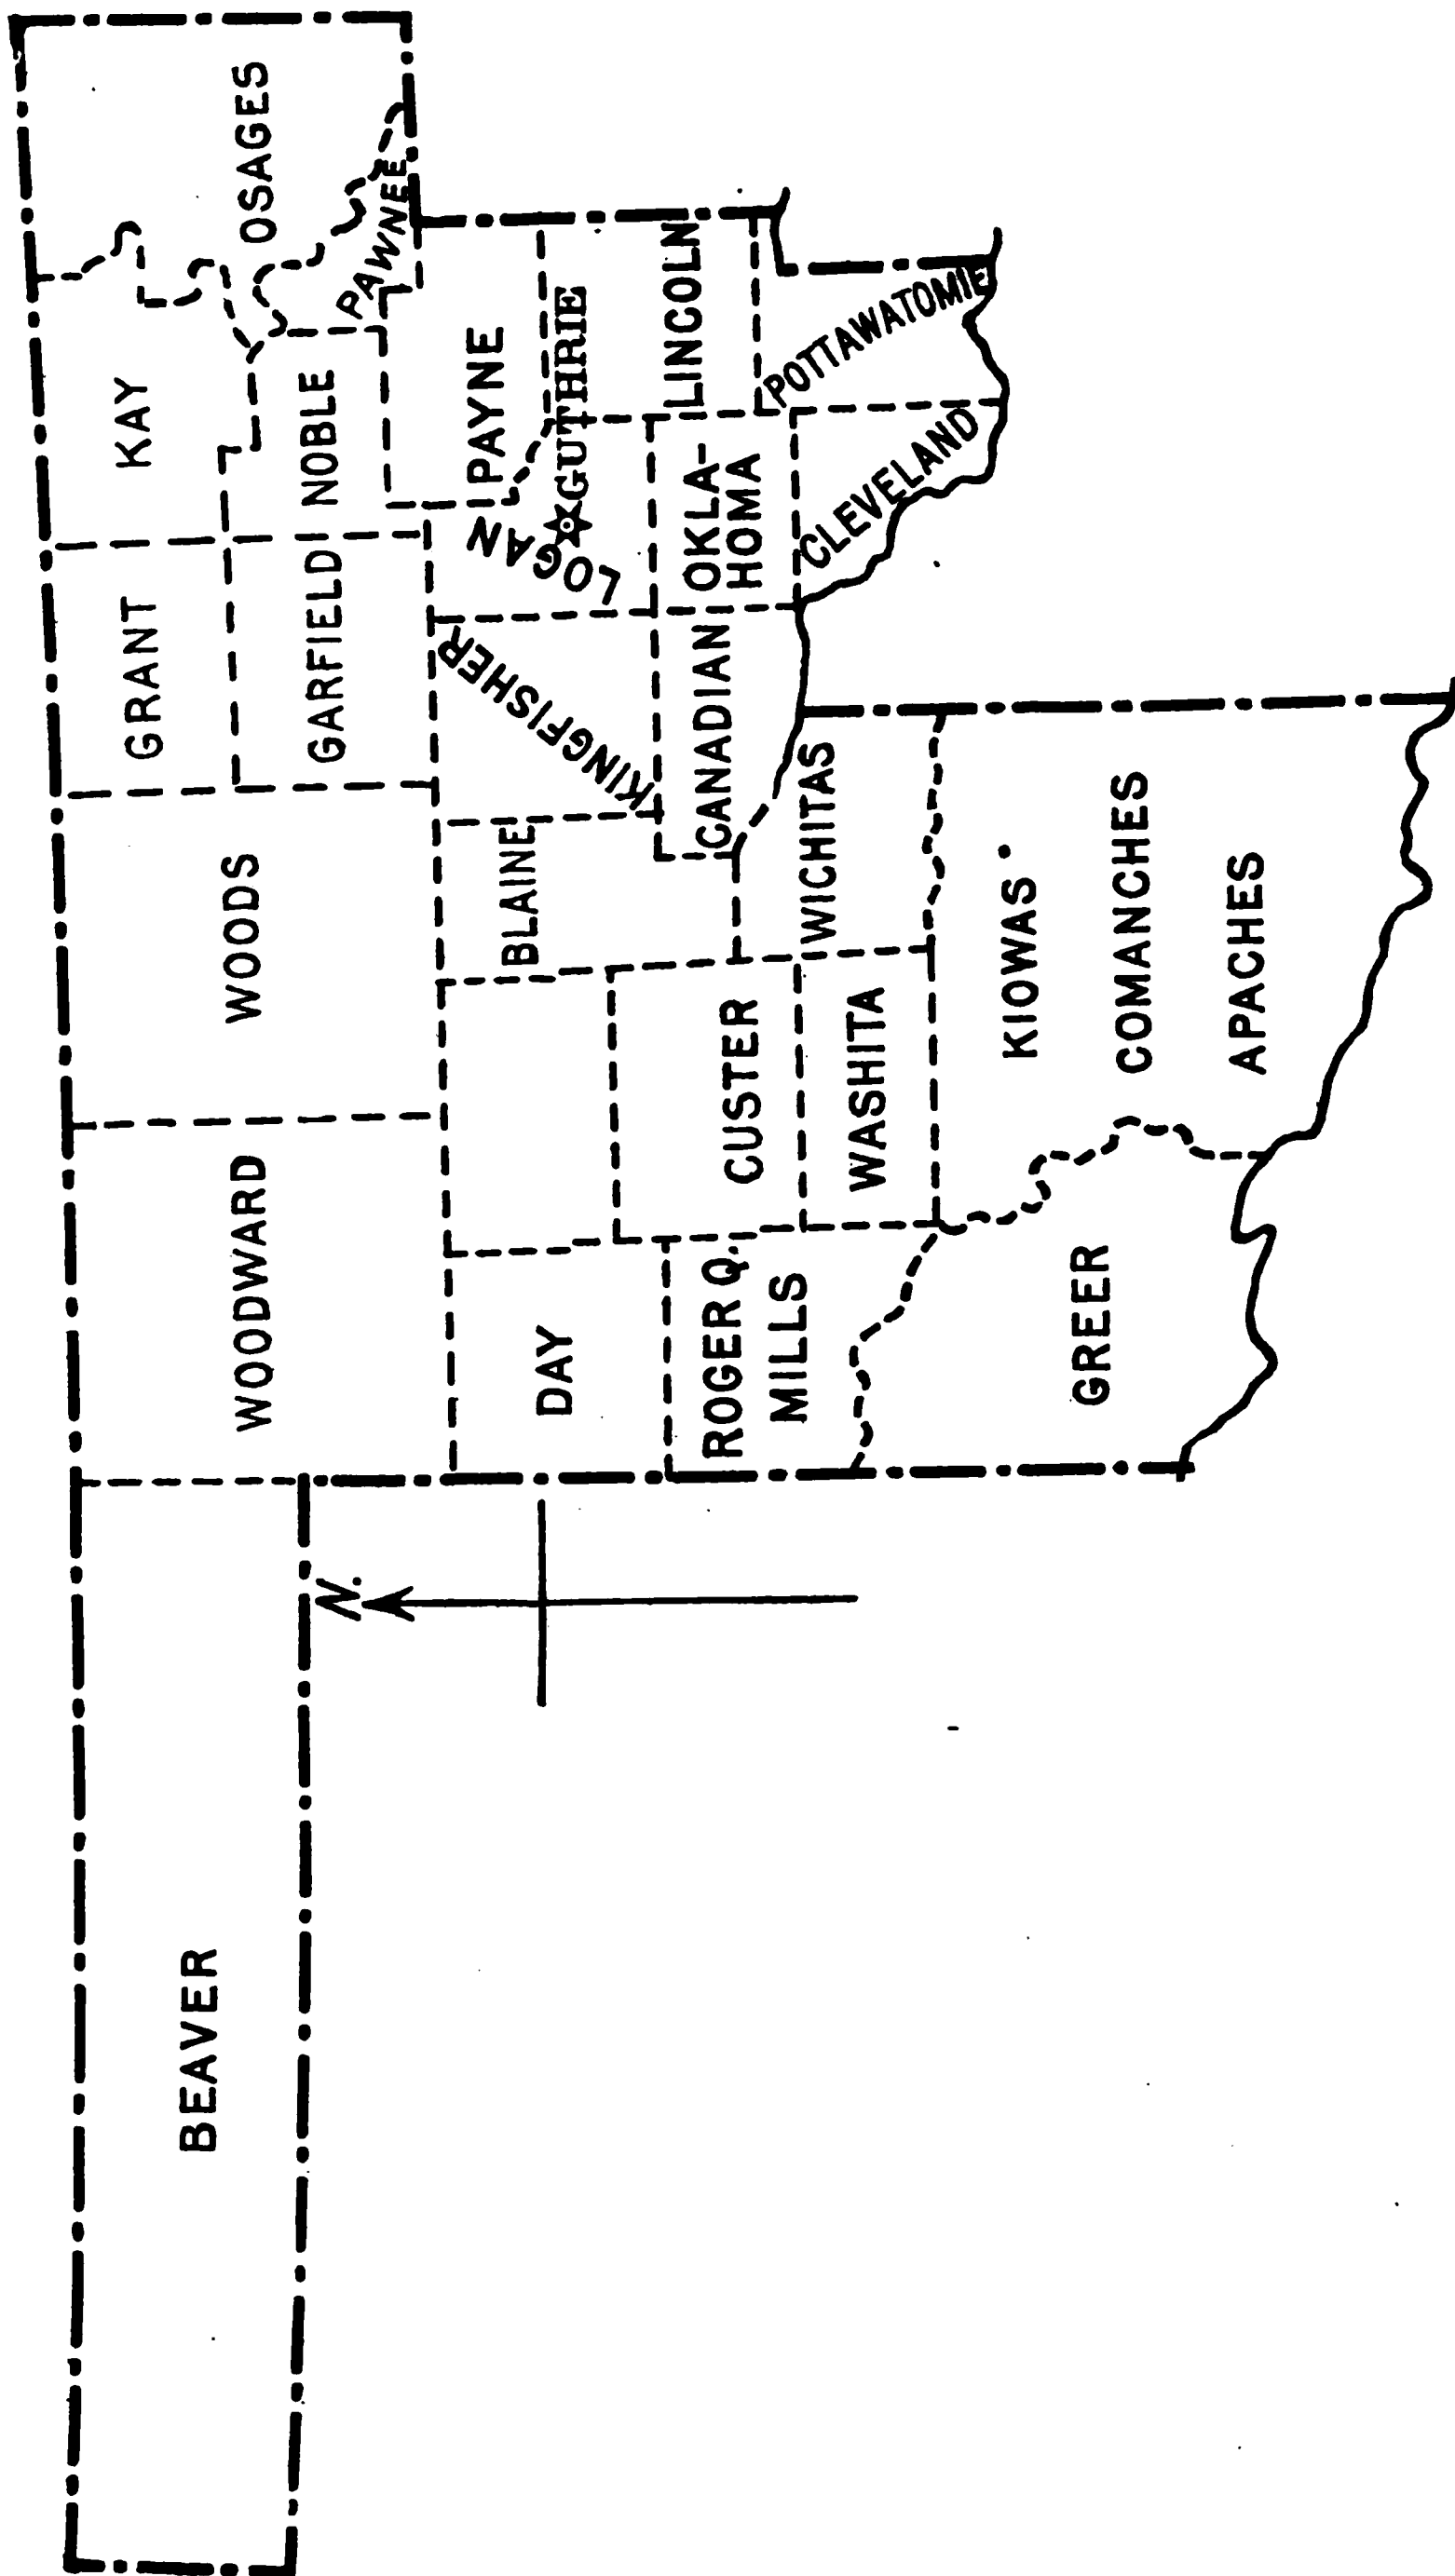 BEAVER
WOODWARD
WOODS
GRANT
KAY
OSAGES
GARFIELD
NOBLE
PAWNEE
N.
DAY
BLAINE
KINGFISHER
LOGAN
PAYNE
GUTHRIE
ROGER Q.
MILLS
CUSTER
CANADIAN
OKLA-
HOMA
LINCOLN
WASHITA
WICHITAS
CLEVELAND
POTTAWATOMIE
GREER
KIOWAS
COMANCHES
APACHES